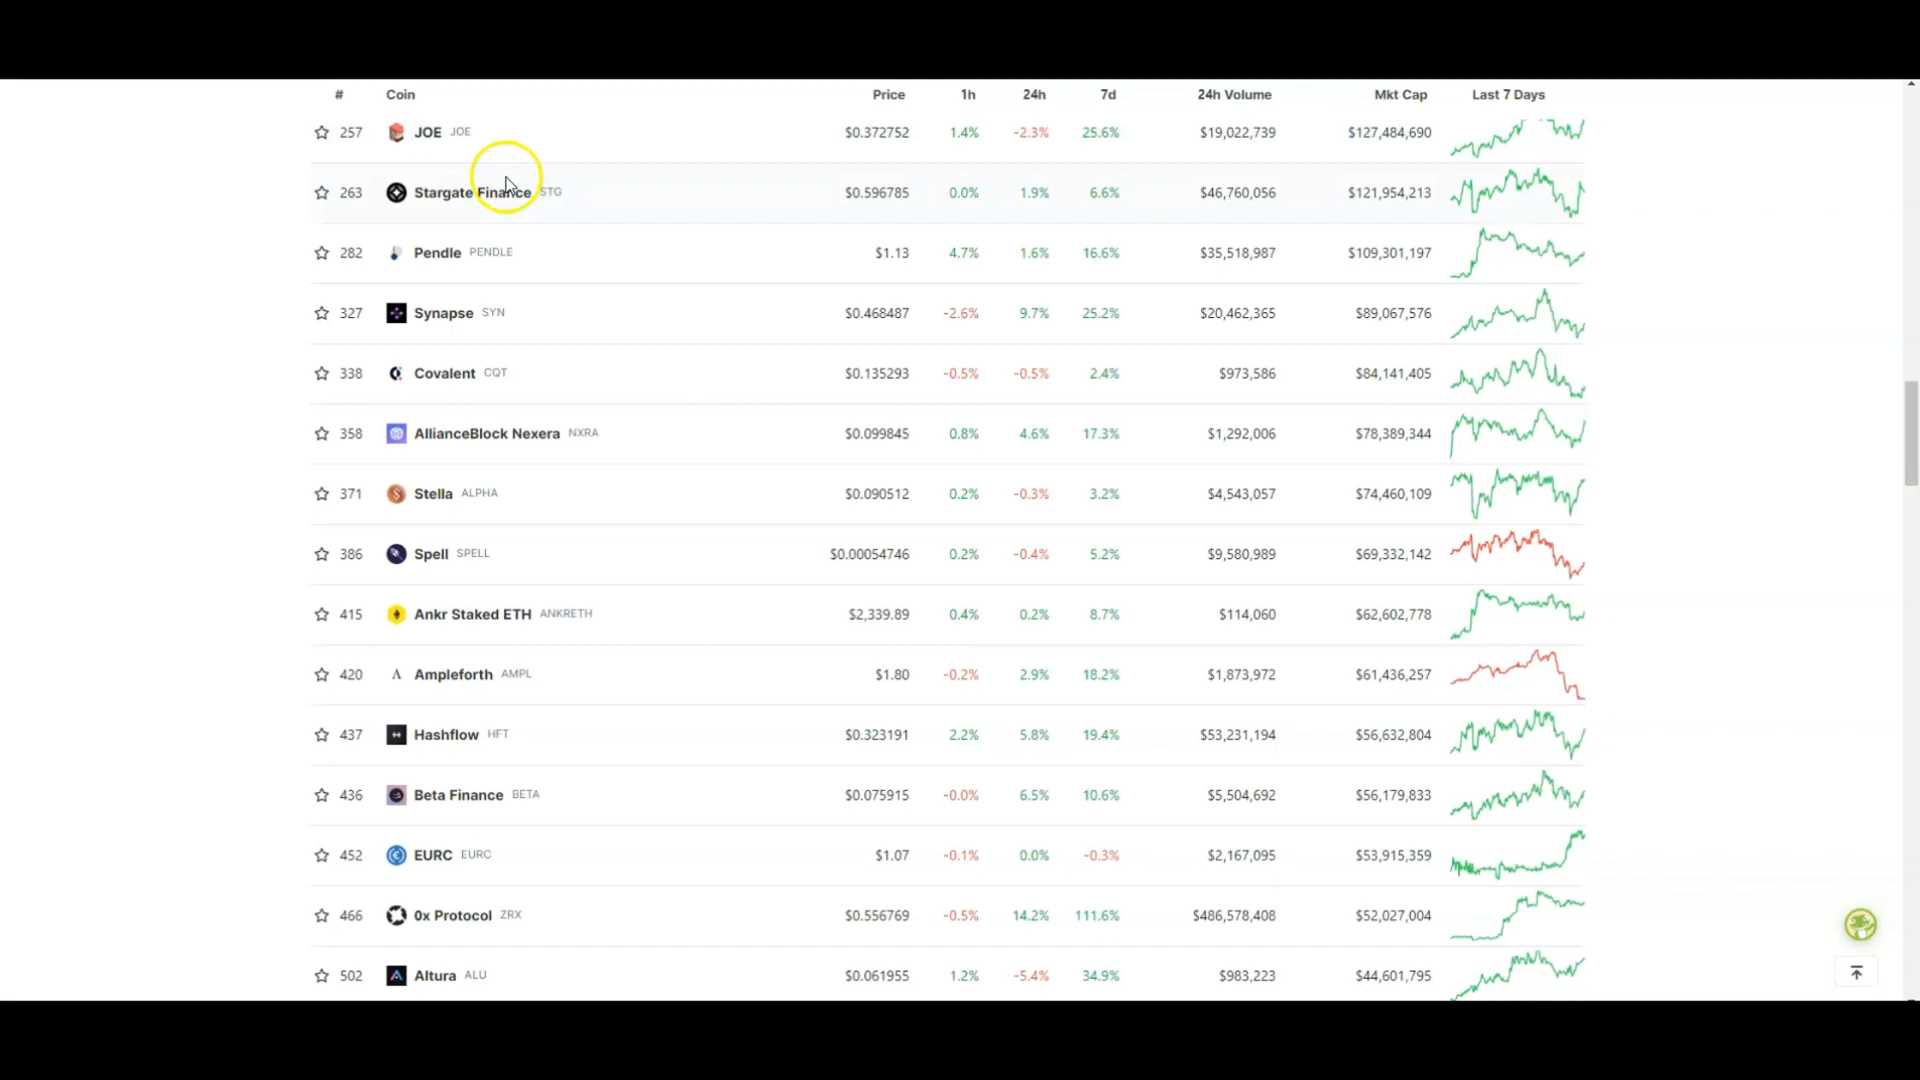 # Coin Price 1h 24h 7d 24h Volume Mkt Cap Last 7 Days
257 JOE JOE $0.372752 1.4% -2.3% 25.6% $19,022,739 $127,484,690
263 Stargate Finance STG $0.596785 0.0% 1.9% 6.6% $46,760,056 $121,954,213
282 Pendle PENDLE $1.13 4.7% 1.6% 16.6% $35,518,987 $109,301,197
327 Synapse SYN $0.468487 -2.6% 9.7% 25.2% $20,462,365 $89,067,576
338 Covalent CQT $0.135293 -0.5% -0.5% 2.4% $973,586 $84,141,405
358 AllianceBlock Nexera NXRA $0.099845 0.8% 4.6% 17.3% $1,292,006 $78,389,344
371 Stella ALPHA $0.090512 0.2% -0.3% 3.2% $4,543,057 $74,460,109
386 Spell SPELL $0.00054746 0.2% -0.4% 5.2% $9,580,989 $69,332,142
415 Ankr Staked ETH ANKRETH $2,339.89 0.4% 0.2% 8.7% $114,060 $62,602,778
420 Ampleforth AMPL $1.80 -0.2% 2.9% 18.2% $1,873,972 $61,436,257
437 Hashflow HFT $0.323191 2.2% 5.8% 19.4% $53,231,194 $56,632,804
436 Beta Finance BETA $0.075915 -0.0% 6.5% 10.6% $5,504,692 $56,179,833
452 EURC EURC $1.07 -0.1% 0.0% -0.3% $2,167,095 $53,915,359
466 0x Protocol ZRX $0.556769 -0.5% 14.2% 111.6% $486,578,408 $52,027,004
502 Altura ALU $0.061955 1.2% -5.4% 34.9% $983,223 $44,601,795